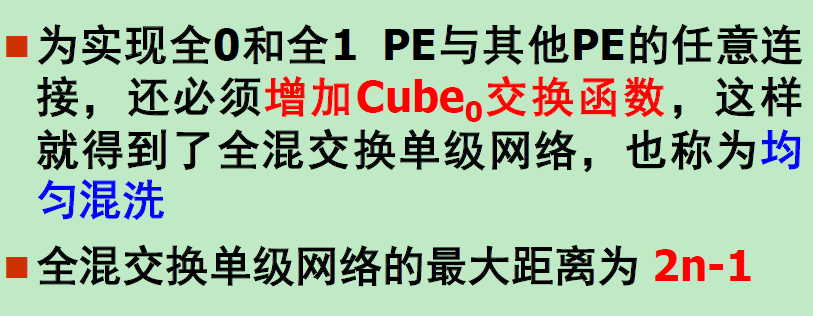 为实现全0和全1 PE与其他PE的任意连
接，还必须增加Cube₀交换函数，这样
就得到了全混交换单级网络，也称为均
匀混洗
全混交换单级网络的最大距离为 2n-1